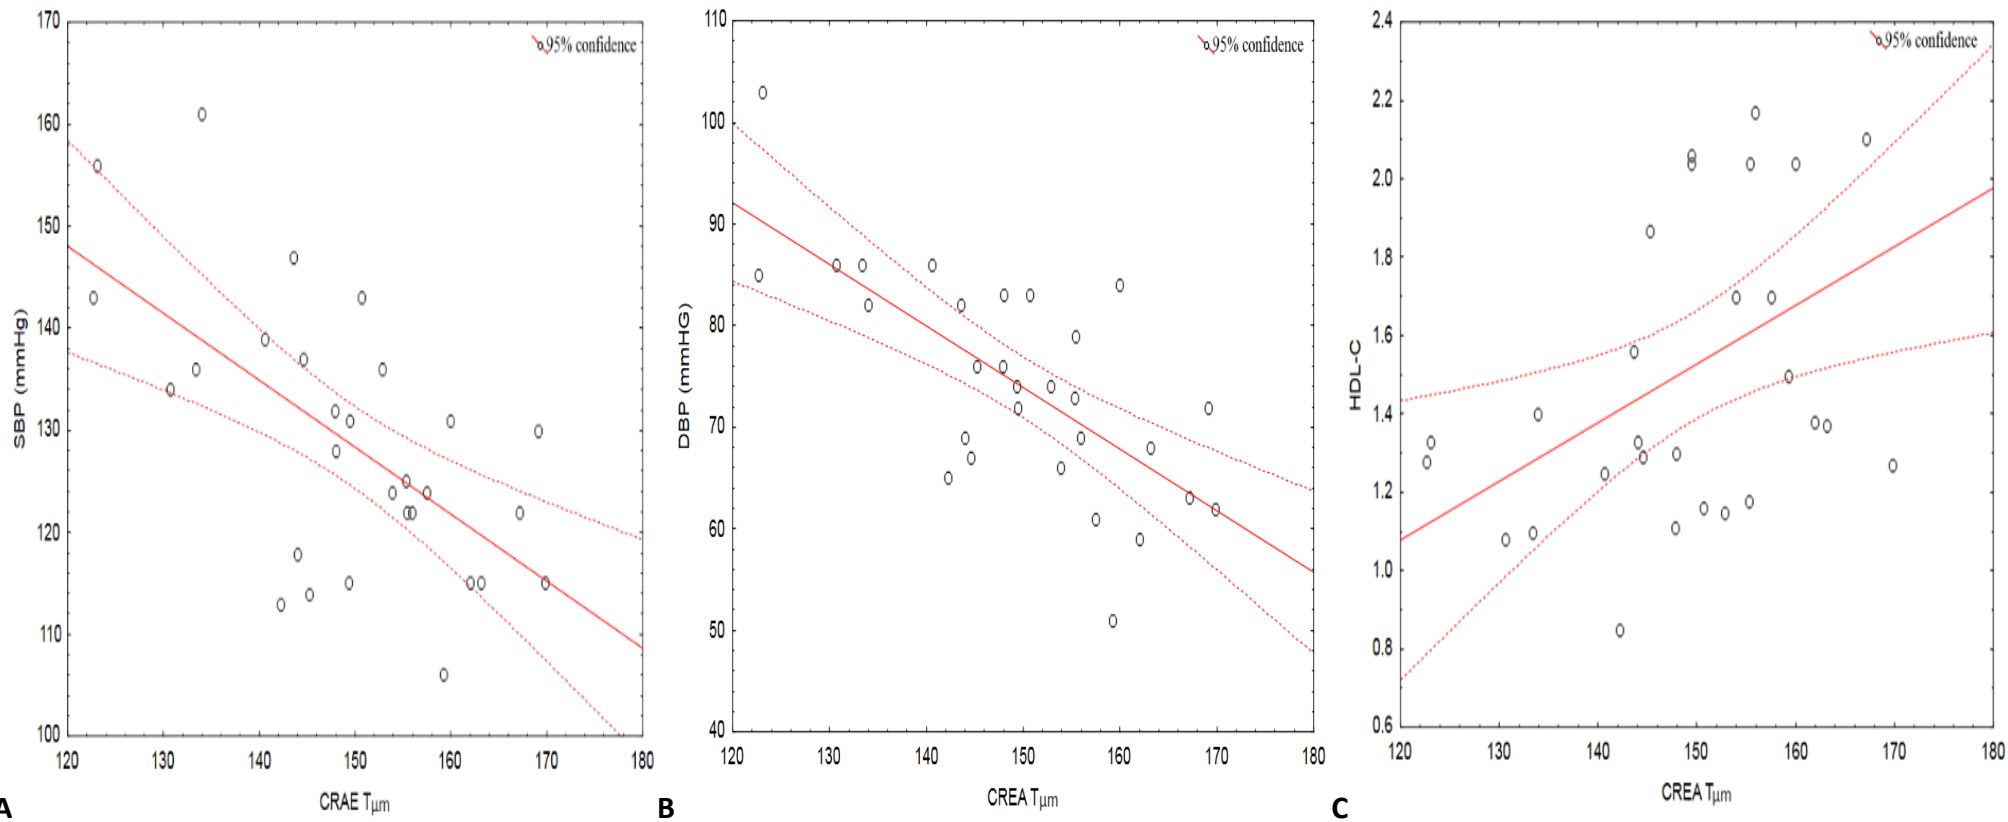 170
160
150
140
130
120
110
100
SBP (mmHg)
95% confidence
120 130 140 150 160 170 180
CRAE Tμm
A
110
100
90
80
70
60
50
40
DBP (mmHG)
95% confidence
120 130 140 150 160 170 180
CREA Tμm
B
2.4
2.2
2.0
1.8
1.6
1.4
1.2
1.0
0.8
0.6
HDL-C
95% confidence
120 130 140 150 160 170 180
CREA Tμm
C